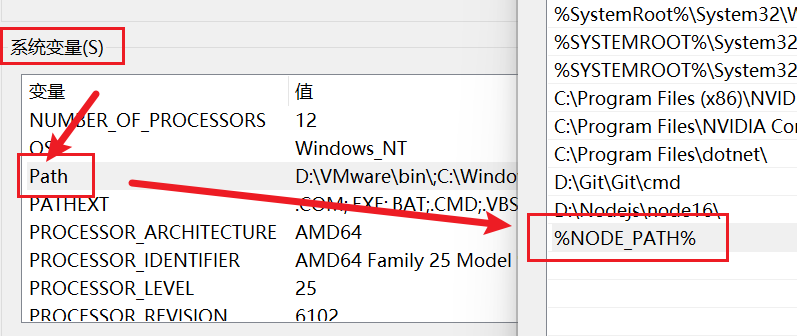 系统变量(S)
变量 值
NUMBER_OF_PROCESSORS 12
OS Windows_NT
Path D:\VMware\bin\;C:\Window
PATHEXT .COM;.EXE;.BAT;.CMD;.VBS
PROCESSOR_ARCHITECTURE AMD64
PROCESSOR_IDENTIFIER AMD64 Family 25 Model
PROCESSOR_LEVEL 25
PROCESSOR_REVISION 6102
%SystemRoot%\System32\W
%SYSTEMROOT%\System32
%SYSTEMROOT%\System32
C:\Program Files (x86)\NVID
C:\Program Files\NVIDIA Cor
C:\Program Files\dotnet\
D:\Git\Git\cmd
D:\Nodejs\node16\
%NODE_PATH%